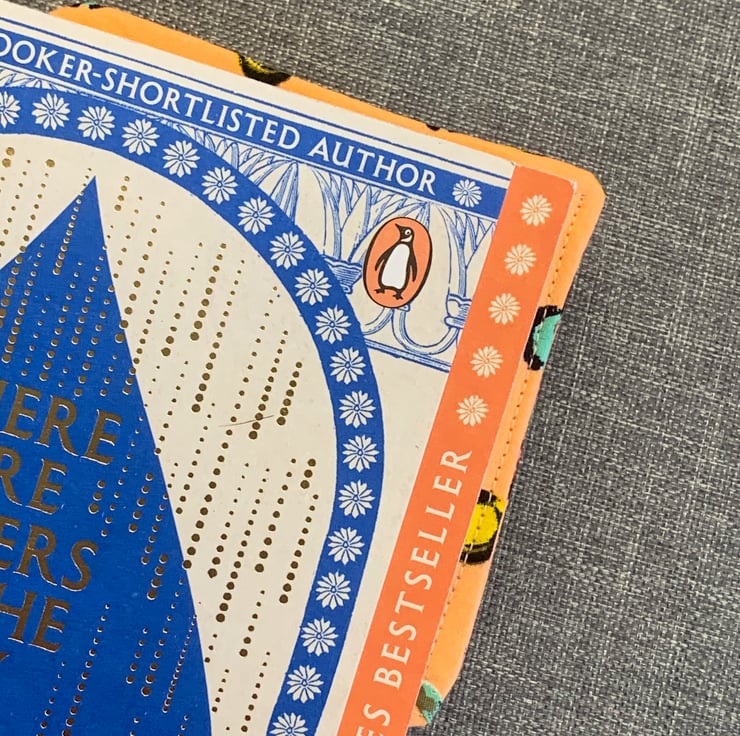 OOKER-SHORTLISTED AUTHOR
HERE
RE
ERS
HE
ES BESTSELLER